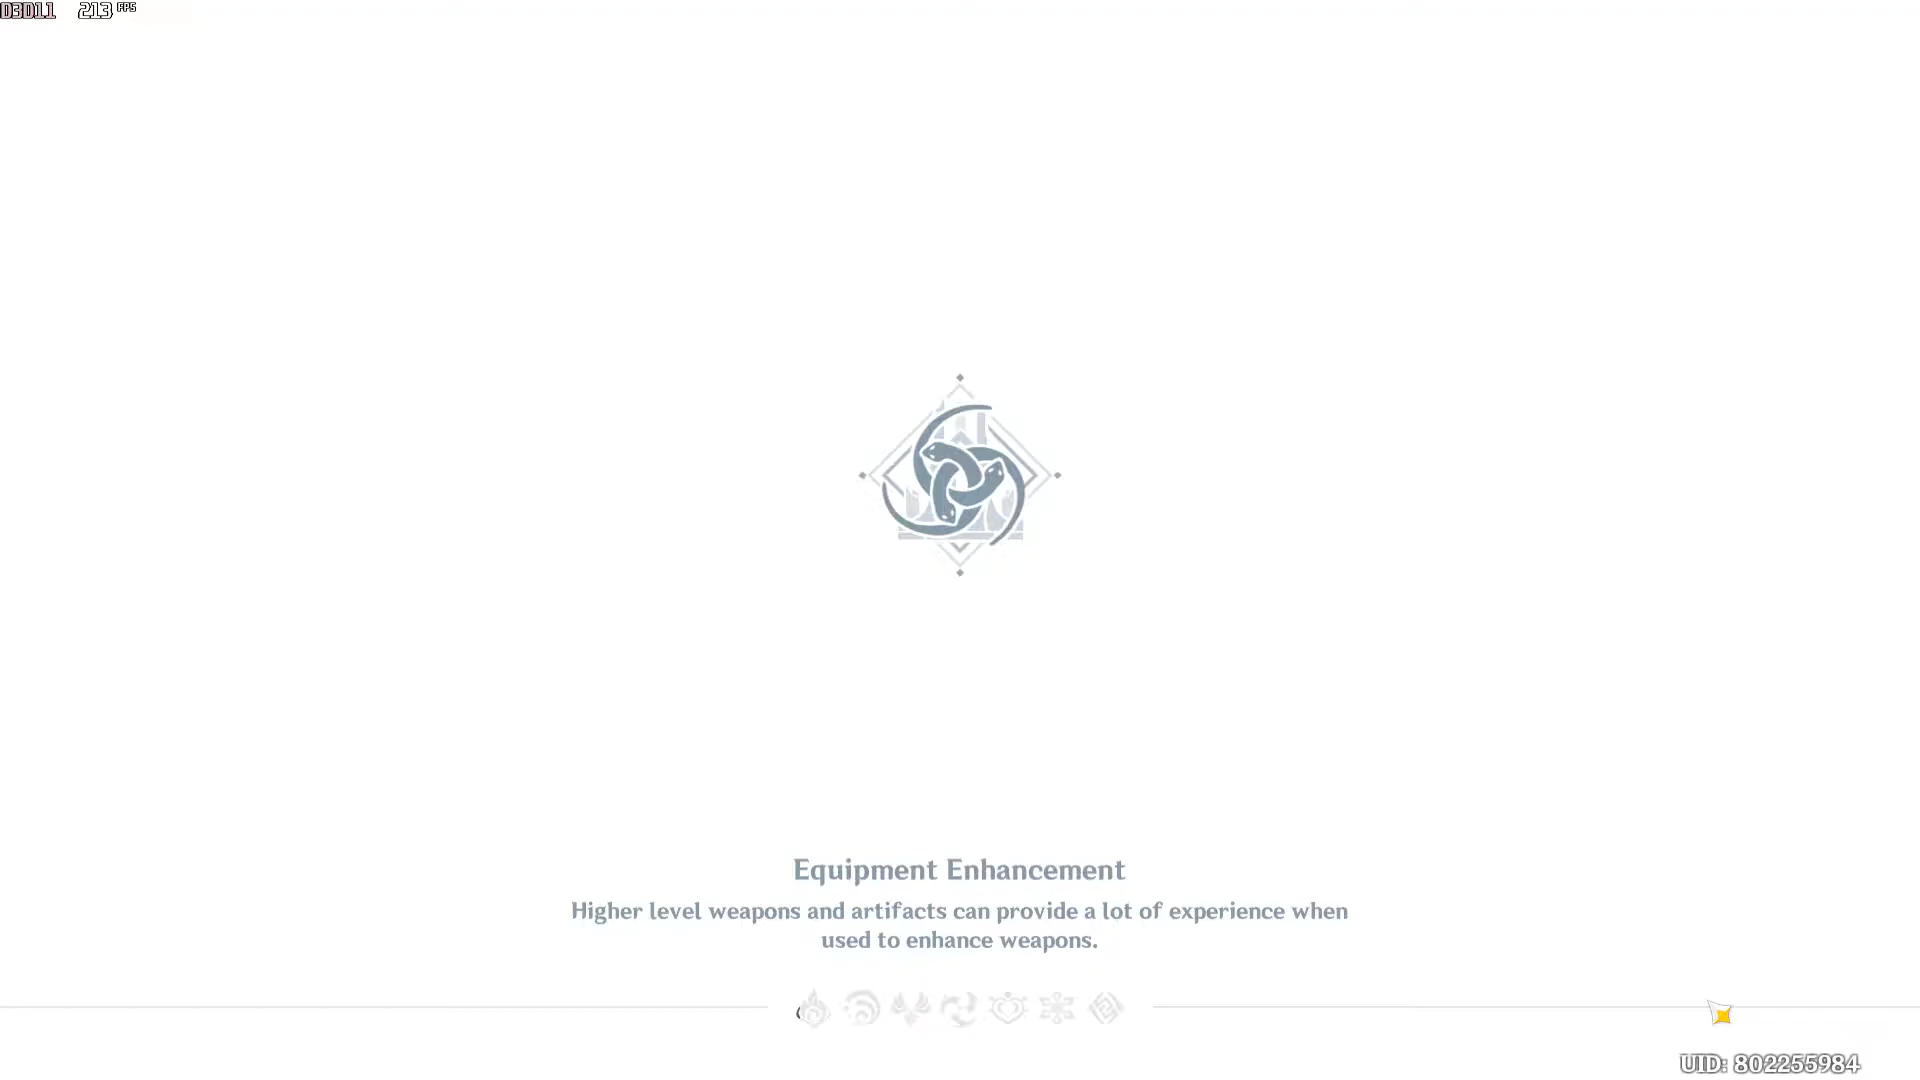 D3D11 213 FPS
Equipment Enhancement
Higher level weapons and artifacts can provide a lot of experience when
used to enhance weapons.
UID: 802255984